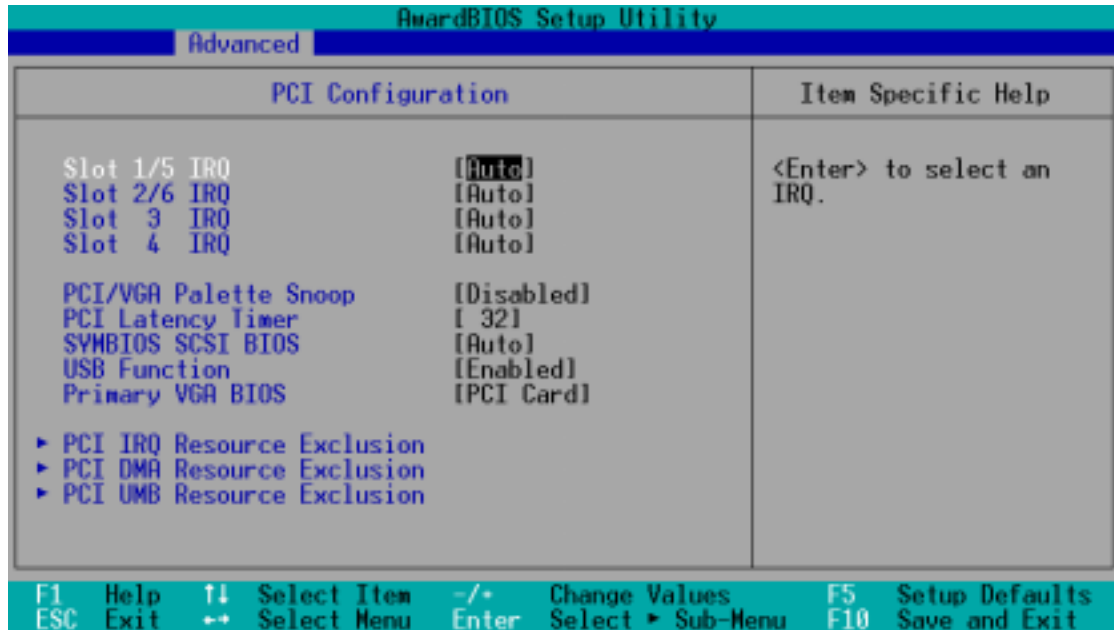 AwardBIOS Setup Utility
Advanced
PCI Configuration
Item Specific Help
Slot 1/5 IRQ [Auto]
Slot 2/6 IRQ [Auto]
Slot 3 IRQ [Auto]
Slot 4 IRQ [Auto]
PCI/VGA Palette Snoop [Disabled]
PCI Latency Timer [ 32]
SYMBIOS SCSI BIOS [Auto]
USB Function [Enabled]
Primary VGA BIOS [PCI Card]
▸ PCI IRQ Resource Exclusion
▸ PCI DMA Resource Exclusion
▸ PCI UMB Resource Exclusion
<Enter> to select an
IRQ.
F1 Help ↑↓ Select Item -/+ Change Values F5 Setup Defaults
ESC Exit ←→ Select Menu Enter Select ▸ Sub-Menu F10 Save and Exit